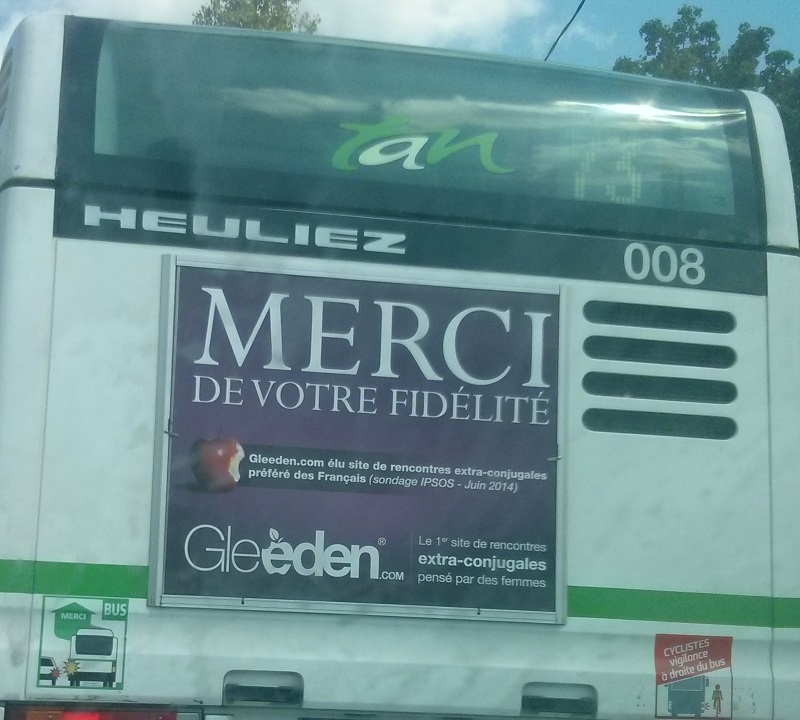 tan
HEULIEZ
008
MERCI
DE VOTRE FIDÉLITÉ
Gleeden.com élu site de rencontres extra-conjugales
préféré des Français (sondage IPSOS - Juin 2014)
Gleeden®.COM
Le 1er site de rencontres
extra-conjugales
pensé par des femmes
MERCI
BUS
CYCLISTES
vigilance
à droite du bus